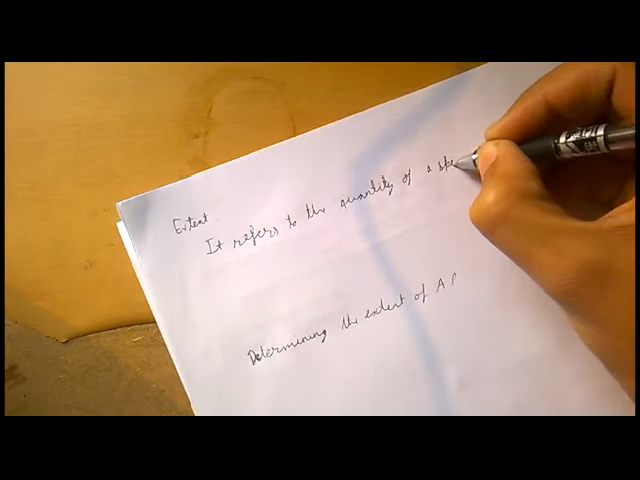 Extent
It refers to the quantity of a spe
Determining the extent of A P